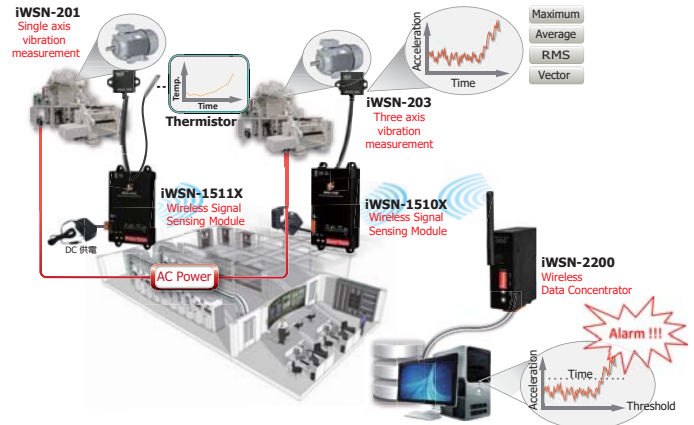 iWSN-201
Single axis
vibration
measurement
Temp.
Time
Thermistor
Acceleration
Time
Maximum
Average
RMS
Vector
iWSN-203
Three axis
vibration
measurement
iWSN-1511X
Wireless Signal
Sensing Module
DC 供電
iWSN-1510X
Wireless Signal
Sensing Module
AC Power
iWSN-2200
Wireless
Data Concentrator
Alarm !!!
Acceleration
Time
Threshold